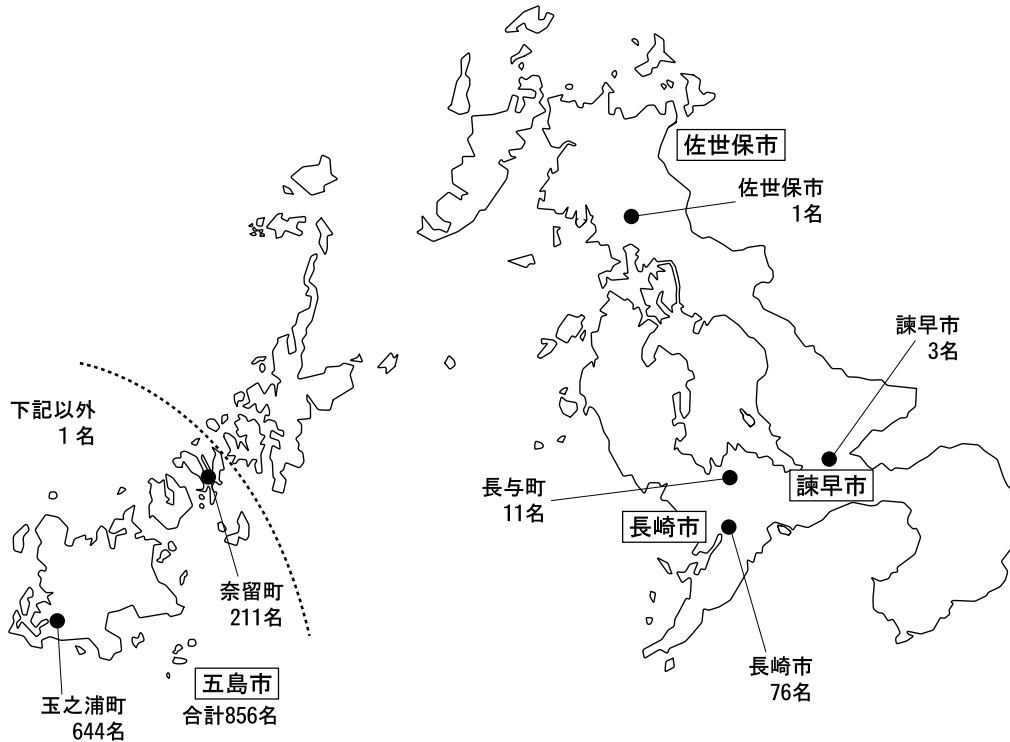 佐世保市
佐世保市
1名
諫早市
3名
下記以外
1名
長与町
11名
諫早市
長崎市
奈留町
211名
長崎市
76名
五島市
合計856名
玉之浦町
644名